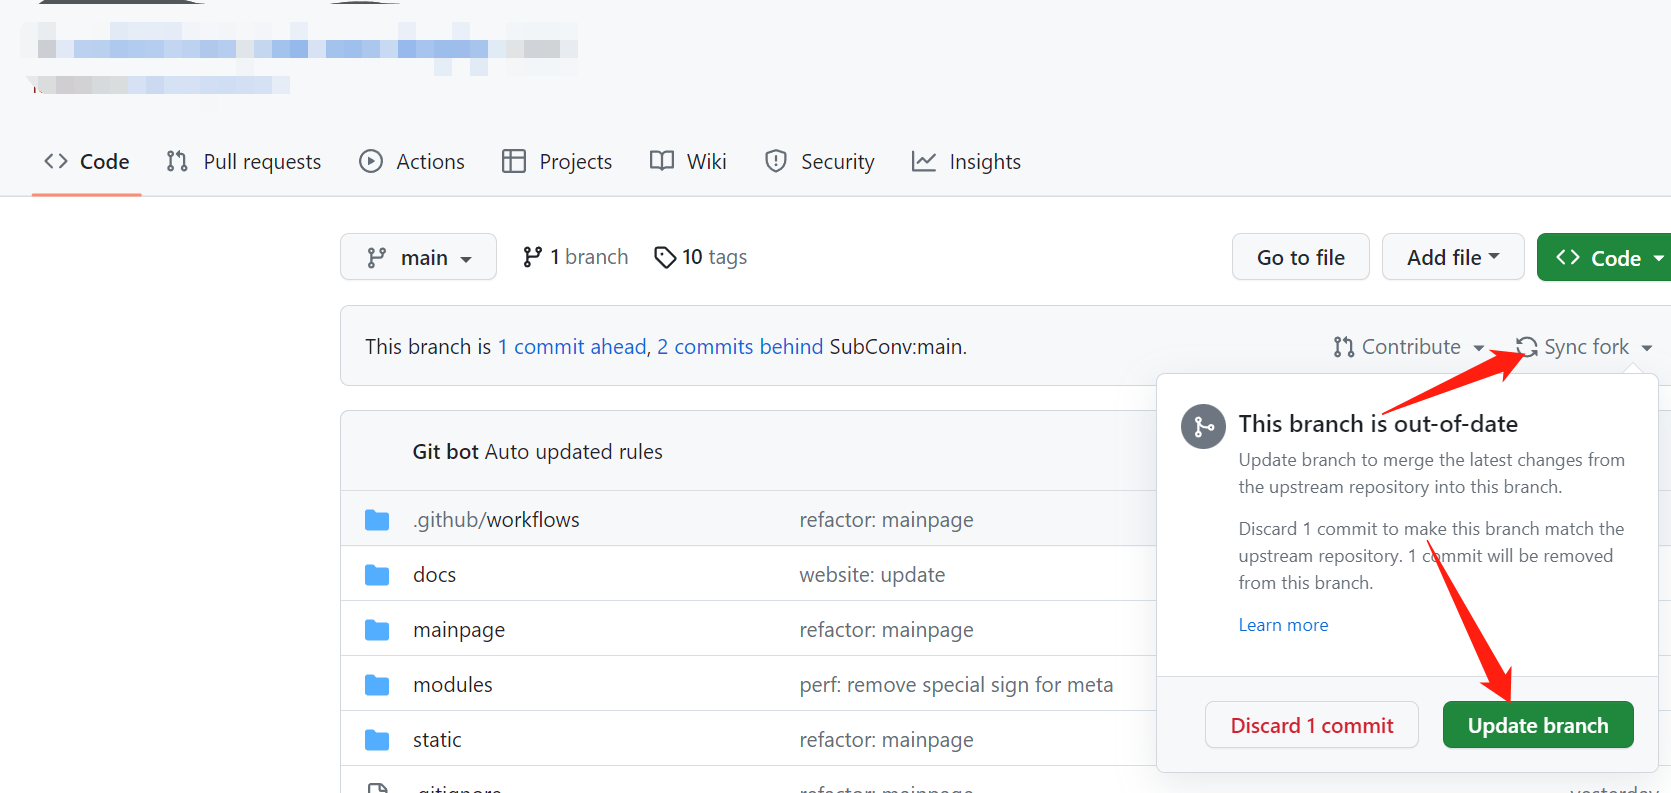 Code Pull requests Actions Projects Wiki Security Insights
main 1 branch 10 tags Go to file Add file Code
This branch is 1 commit ahead, 2 commits behind SubConv:main. Contribute Sync fork
This branch is out-of-date
Update branch to merge the latest changes from
the upstream repository into this branch.
Discard 1 commit to make this branch match the
upstream repository. 1 commit will be removed
from this branch.
Learn more
Discard 1 commit Update branch
Git bot Auto updated rules
.github/workflows refactor: mainpage
docs website: update
mainpage refactor: mainpage
modules perf: remove special sign for meta
static refactor: mainpage
.gitignore refactor: mainpage yesterday